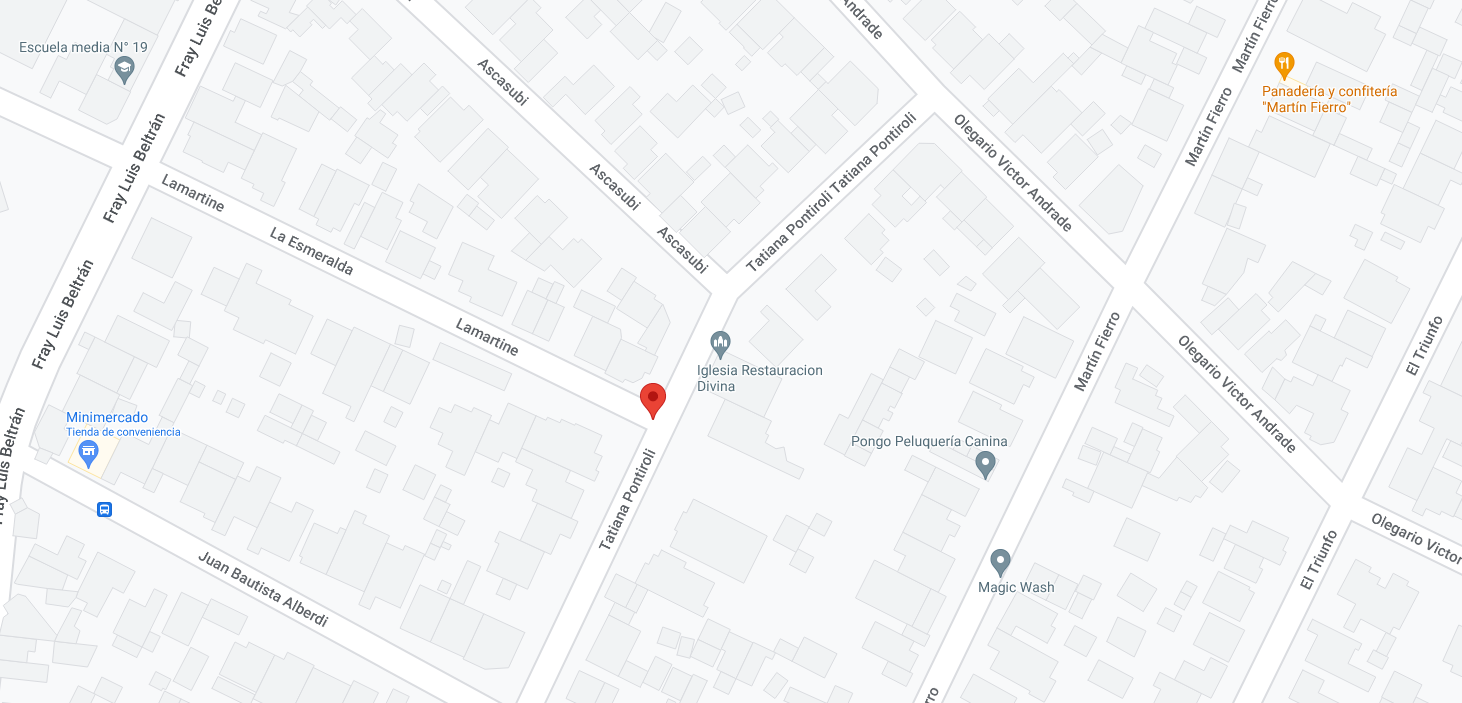 Escuela media N° 19
Fray Luis Be
Andrade
Martín Fierro
Panadería y confitería
"Martín Fierro"
Ascasubi
Fray Luis Beltrán
Martín Fierro
Tatiana Pontiroli Tatiana Pontiroli
Olegario Victor Andrade
Lamartine
Ascasubi
La Esmeralda
Ascasubi
Fray Luis Beltrán
Lamartine
Martín Fierro
El Triunfo
Iglesia Restauracion
Divina
Olegario Victor Andrade
Minimercado
Tienda de conveniencia
Fray Luis Beltrán
Pongo Peluquería Canina
Tatiana Pontiroli
Olegario Victor
El Triunfo
Juan Bautista Alberdi
Magic Wash
rro